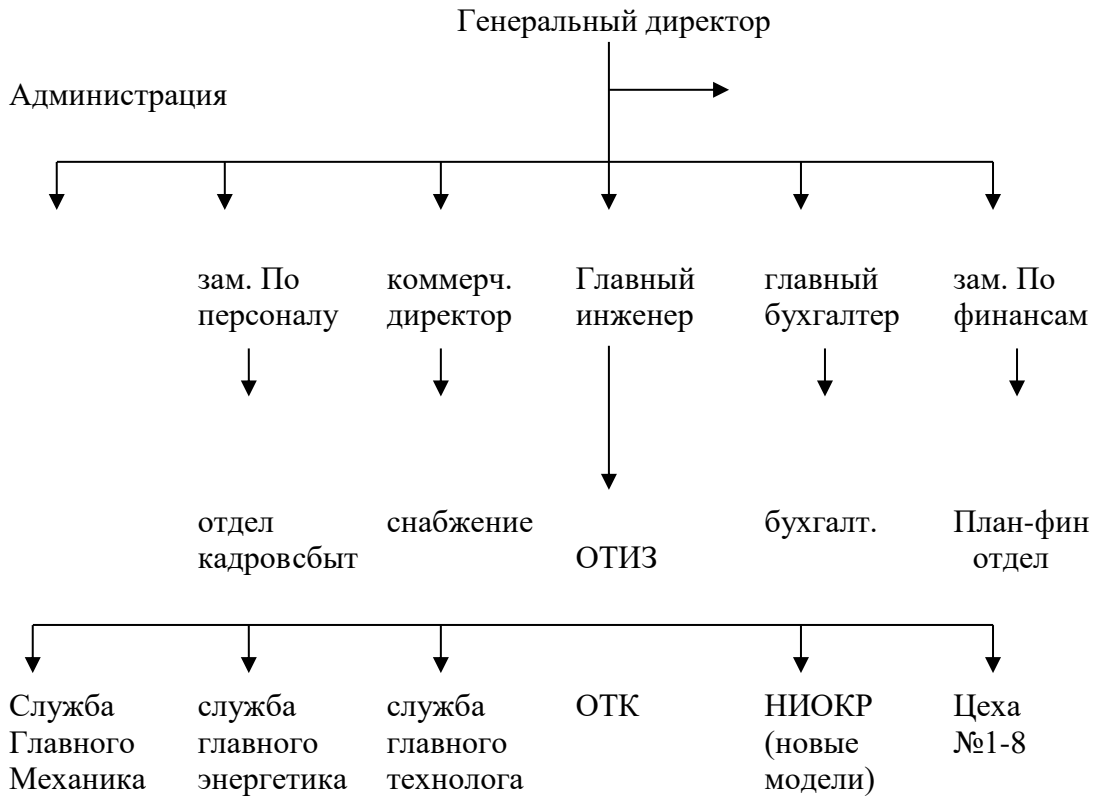 Генеральный директор
Администрация
зам. По коммерч. Главный главный зам. По
персоналу директор инженер бухгалтер финансам
отдел снабжение бухгалт. План-фин
кадровсбыт ОТИЗ отдел
Служба служба служба ОТК НИОКР Цеха
Главного главного главного (новые №1-8
Механика энергетика технолога модели)